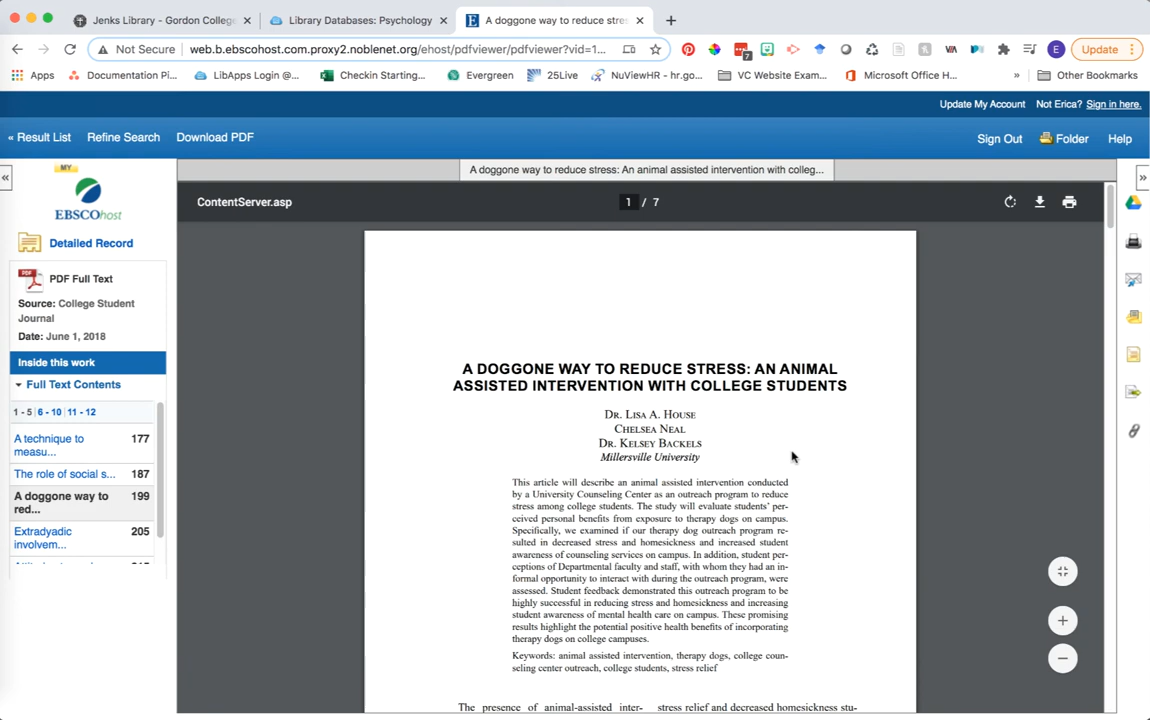 Jenks Library - Gordon College
Library Databases: Psychology
A doggone way to reduce stres
Not Secure
web.b.ebscohost.com.proxy2.noblenet.org/ehost/pdfviewer/pdfviewer?vid=1...
7
E
Update
Apps
Documentation Pi...
LibApps Login @...
Checkin Starting...
Evergreen
25Live
NuViewHR - hr.go...
VC Website Exam...
Microsoft Office H...
»
Other Bookmarks
Update My Account
Not Erica?
Sign in here.
« Result List
Refine Search
Download PDF
Sign Out
Folder
Help
A doggone way to reduce stress: An animal assisted intervention with colleg...
«
»
MY
EBSCOhost
Detailed Record
PDF
PDF Full Text
Source: College Student
Journal
Date: June 1, 2018
Inside this work
Full Text Contents
1 - 5 | 6 - 10 | 11 - 12
A technique to 177
measu...
The role of social s... 187
A doggone way to 199
red...
Extradyadic 205
involvem...
ContentServer.asp
1 / 7
A DOGGONE WAY TO REDUCE STRESS: AN ANIMAL
ASSISTED INTERVENTION WITH COLLEGE STUDENTS
DR. LISA A. HOUSE
CHELSEA NEAL
DR. KELSEY BACKELS
Millersville University
This article will describe an animal assisted intervention conducted
by a University Counseling Center as an outreach program to reduce
stress among college students. The study will evaluate students' per-
ceived personal benefits from exposure to therapy dogs on campus.
Specifically, we examined if our therapy dog outreach program re-
sulted in decreased stress and homesickness and increased student
awareness of counseling services on campus. In addition, student per-
ceptions of Departmental faculty and staff, with whom they had an in-
formal opportunity to interact with during the outreach program, were
assessed. Student feedback demonstrated this outreach program to be
highly successful in reducing stress and homesickness and increasing
student awareness of mental health care on campus. These promising
results highlight the potential positive health benefits of incorporating
therapy dogs on college campuses.
Keywords: animal assisted intervention, therapy dogs, college coun-
seling center outreach, college students, stress relief
The presence of animal-assisted inter-
stress relief and decreased homesickness stu-